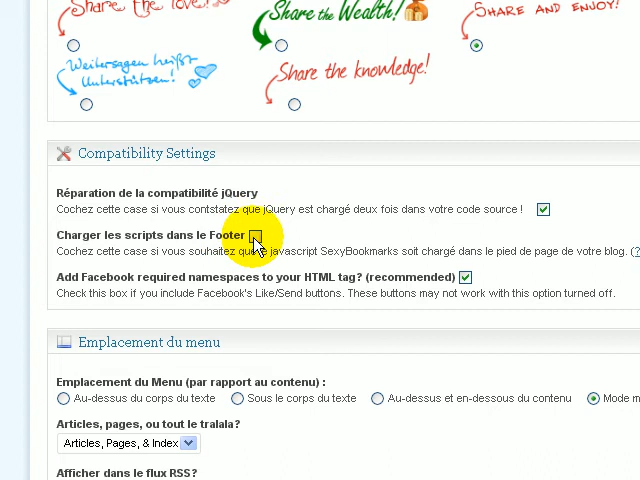 Share the love!
Share the Wealth!
SHARE AND ENJOY!
Weitersagen heißt
Unterstützen!
Share the knowledge!
Compatibility Settings
Réparation de la compatibilité jQuery
Cochez cette case si vous contstatez que jQuery est chargé deux fois dans votre code source !
Charger les scripts dans le Footer
Cochez cette case si vous souhaitez que le javascript SexyBookmarks soit chargé dans le pied de page de votre blog. (?
Add Facebook required namespaces to your HTML tag? (recommended)
Check this box if you include Facebook's Like/Send buttons. These buttons may not work with this option turned off.
Emplacement du menu
Emplacement du Menu (par rapport au contenu) :
Au-dessus du corps du texte Sous le corps du texte Au-dessus et en-dessous du contenu Mode m
Articles, pages, ou tout le tralala?
Articles, Pages, & Index
Afficher dans le flux RSS?